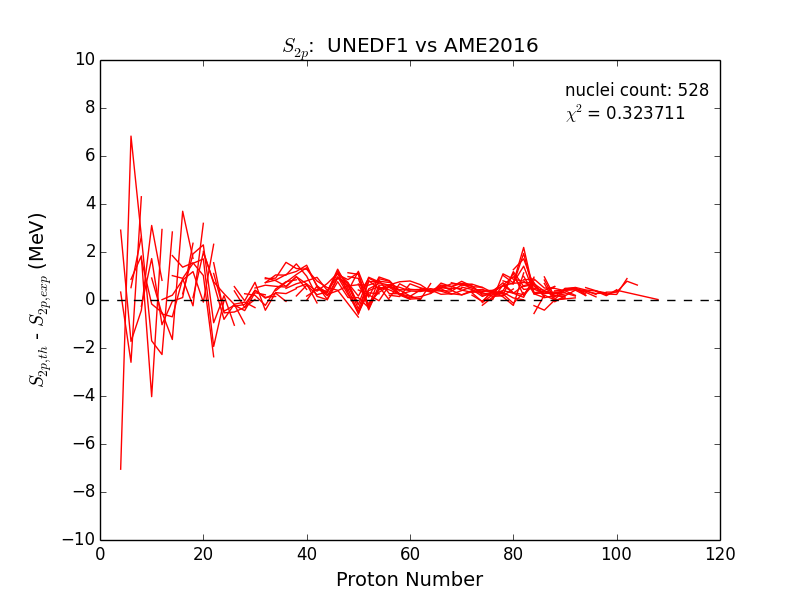 S2p: UNEDF1 vs AME2016
nuclei count: 528
χ² = 0.323711
10
8
6
4
2
0
−2
−4
−6
−8
−10
S2p,th - S2p,exp (MeV)
0 20 40 60 80 100 120
Proton Number